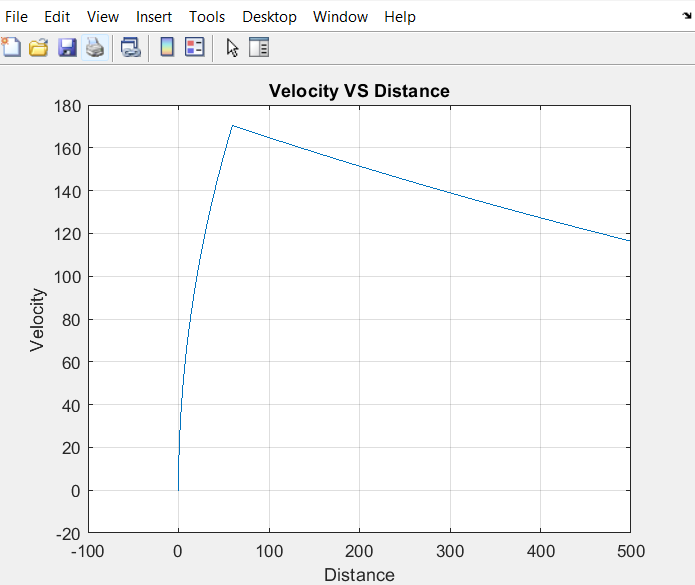 File Edit View Insert Tools Desktop Window Help
Velocity VS Distance
180
160
140
120
100
80
60
40
20
0
-20
Velocity
-100 0 100 200 300 400 500
Distance